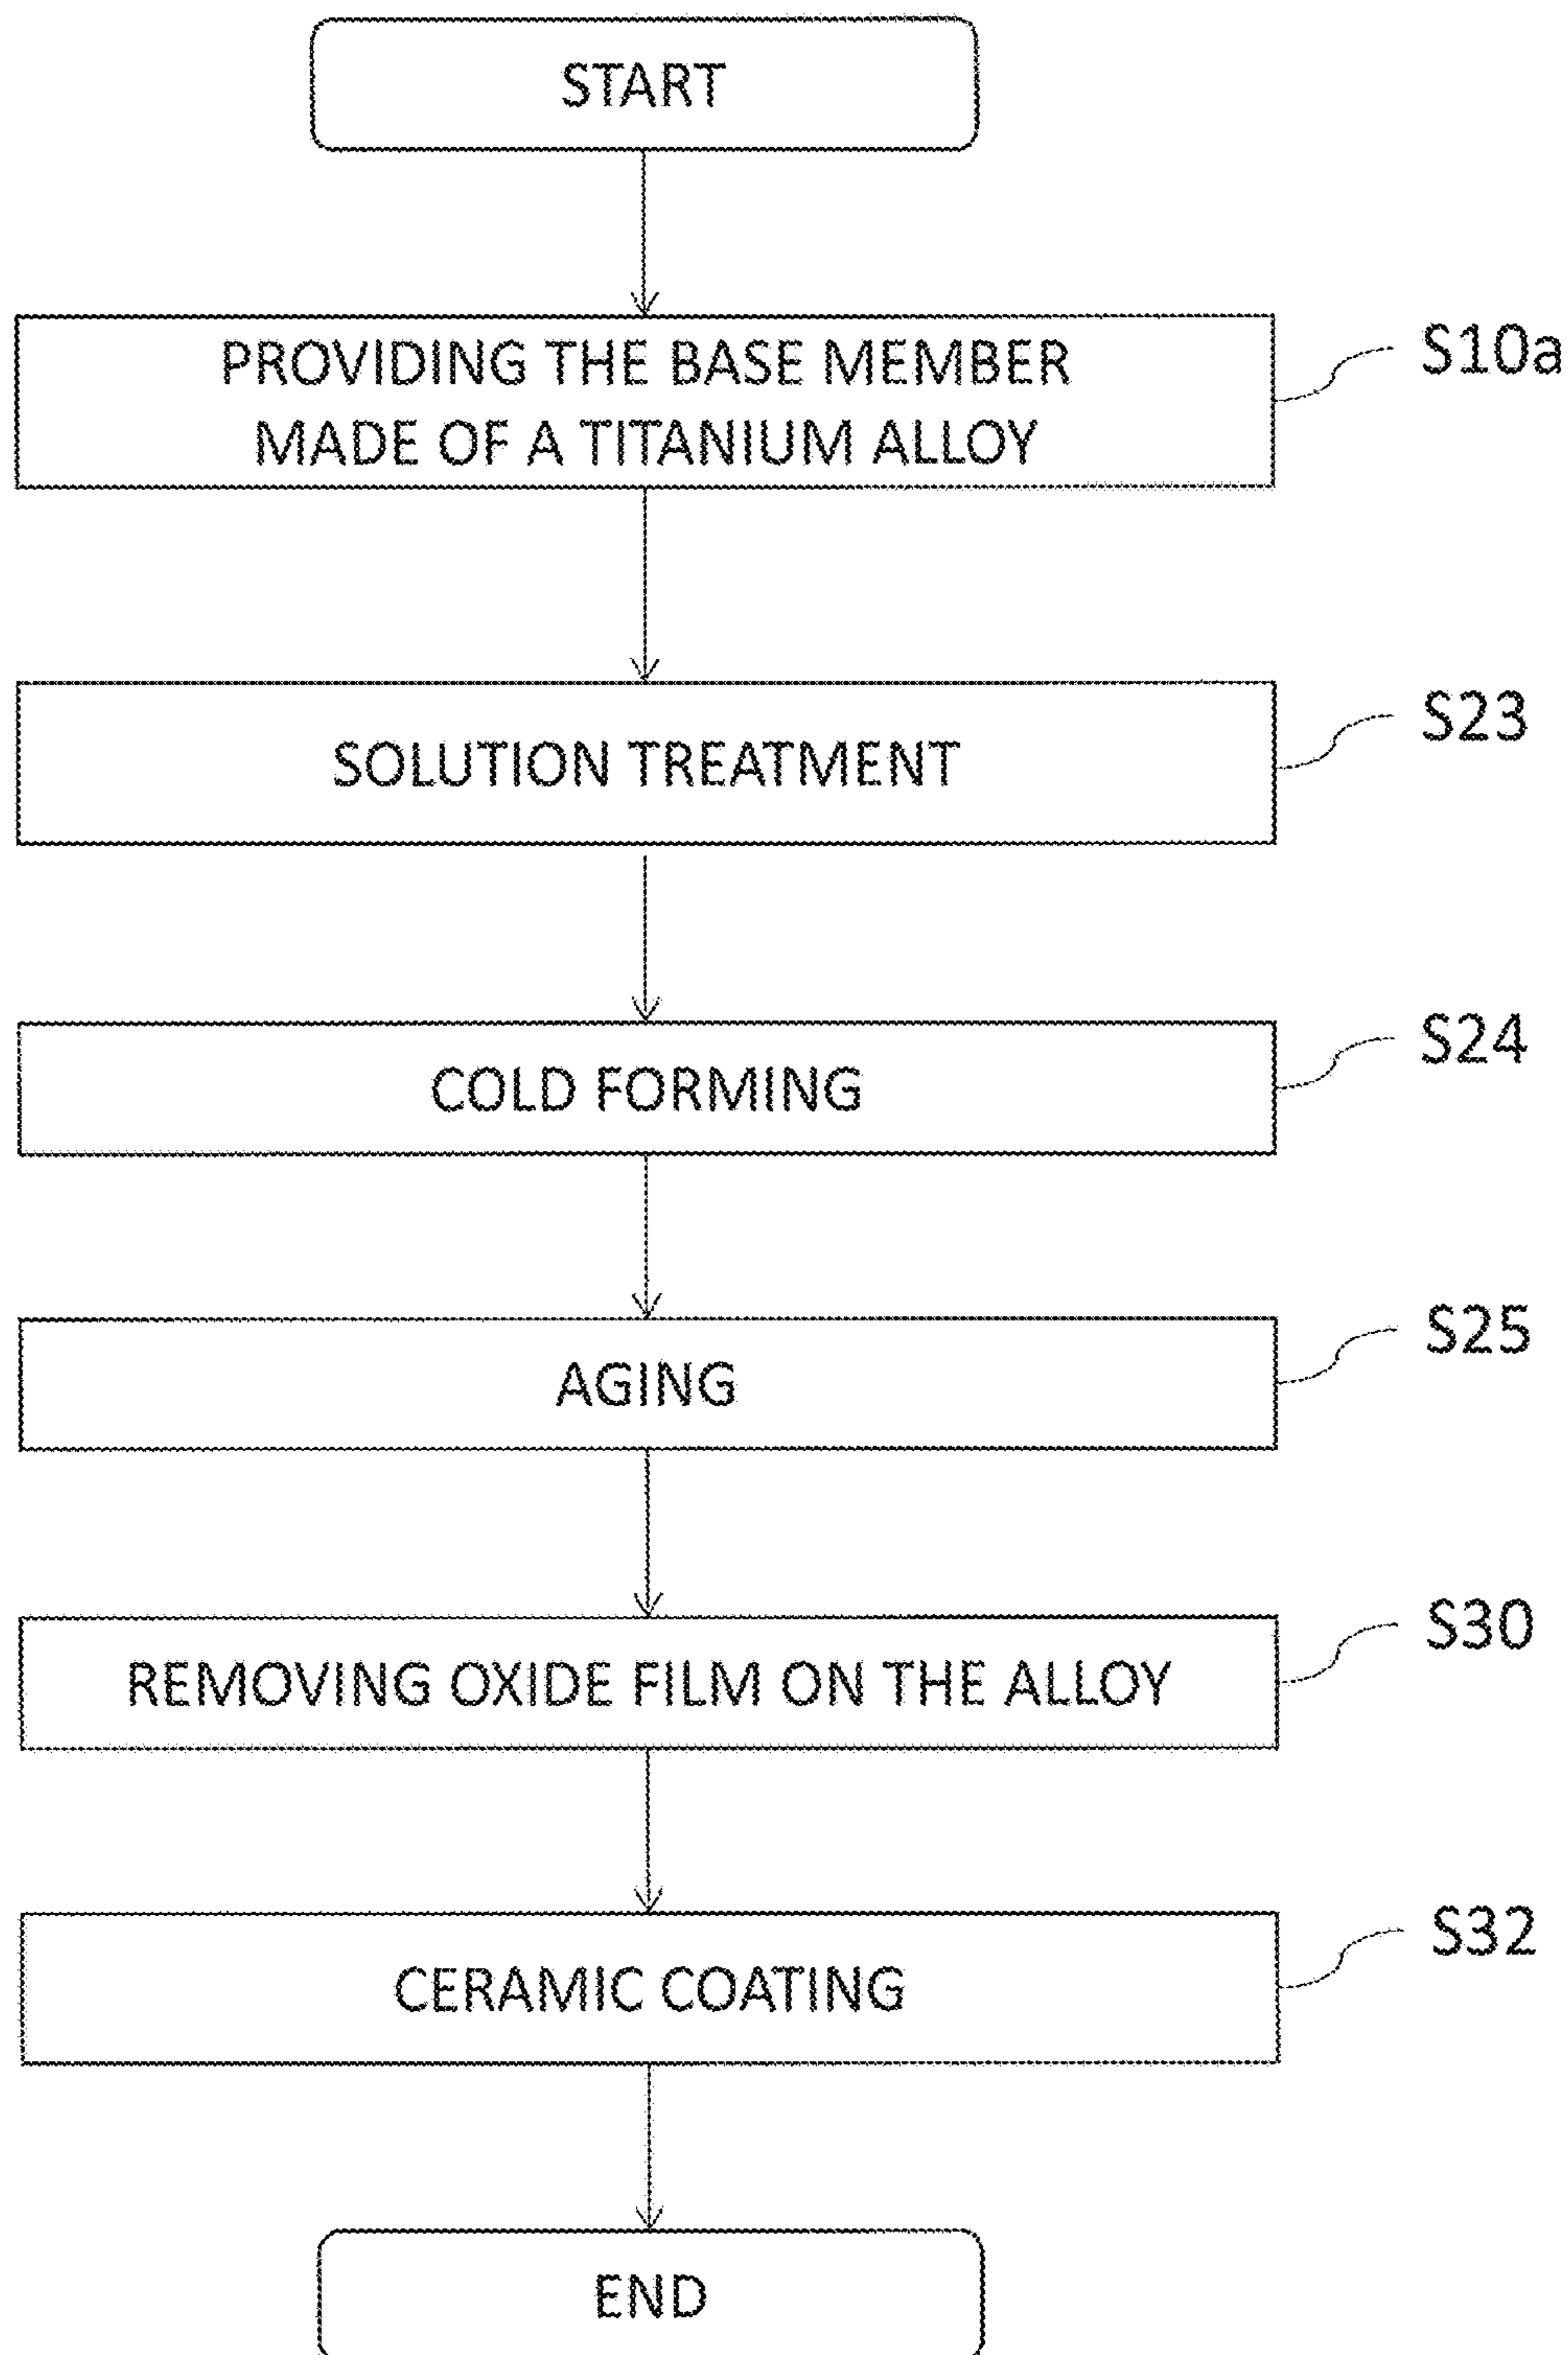 START
PROVIDING THE BASE MEMBER
MADE OF A TITANIUM ALLOY
S10a
SOLUTION TREATMENT
S23
COLD FORMING
S24
AGING
S25
REMOVING OXIDE FILM ON THE ALLOY
S30
CERAMIC COATING
S32
END